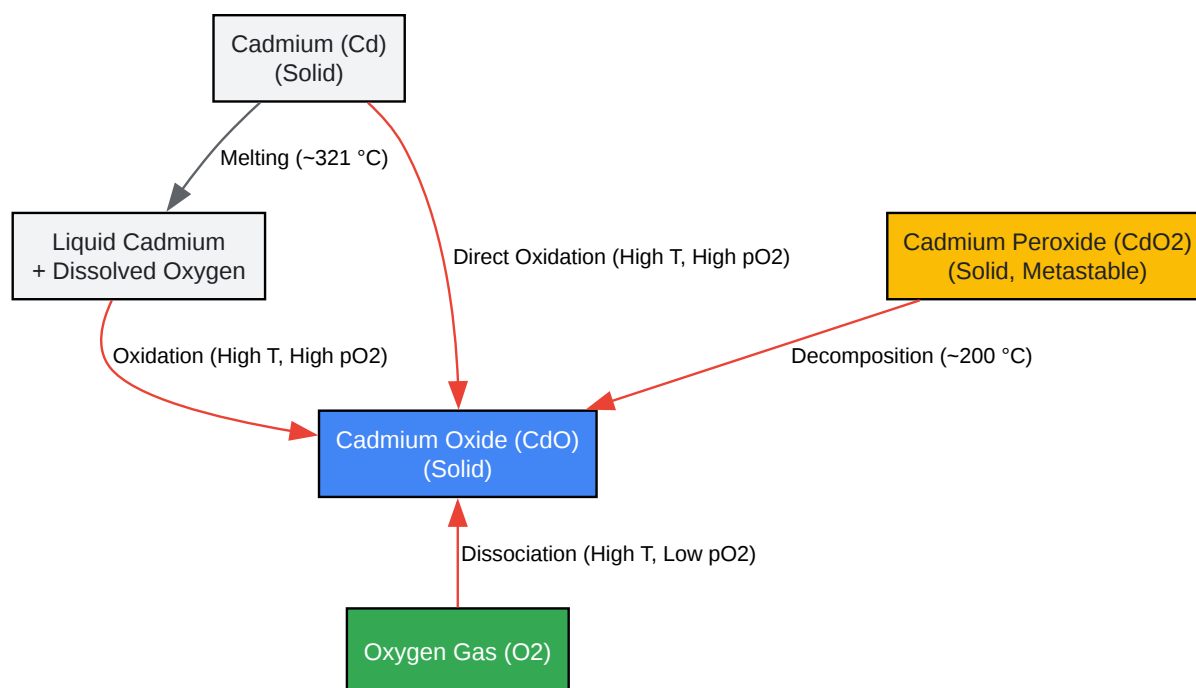 Cadmium (Cd)
(Solid)
Melting (~321 °C)
Liquid Cadmium
+ Dissolved Oxygen
Direct Oxidation (High T, High pO2)
Cadmium Peroxide (CdO2)
(Solid, Metastable)
Oxidation (High T, High pO2)
Decomposition (~200 °C)
Cadmium Oxide (CdO)
(Solid)
Dissociation (High T, Low pO2)
Oxygen Gas (O2)